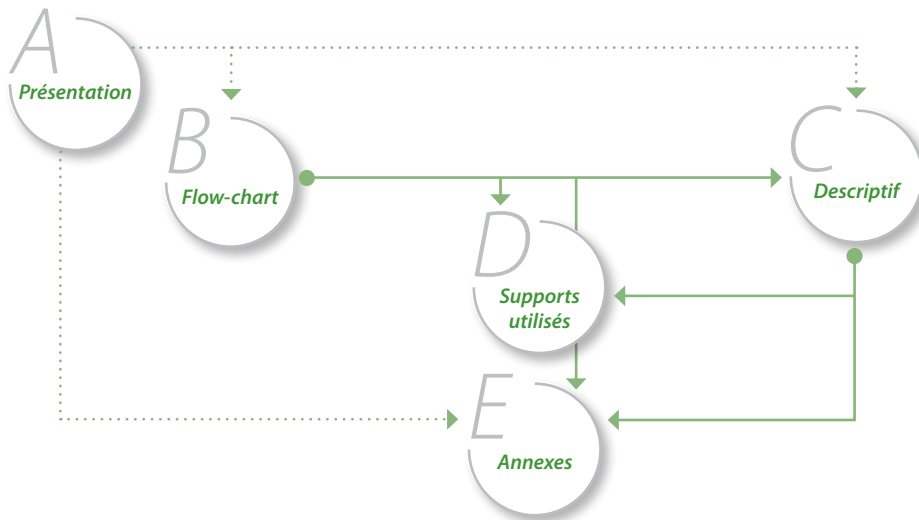 A
Présentation
B
Flow-chart
C
Descriptif
D
Supports
utilisés
E
Annexes